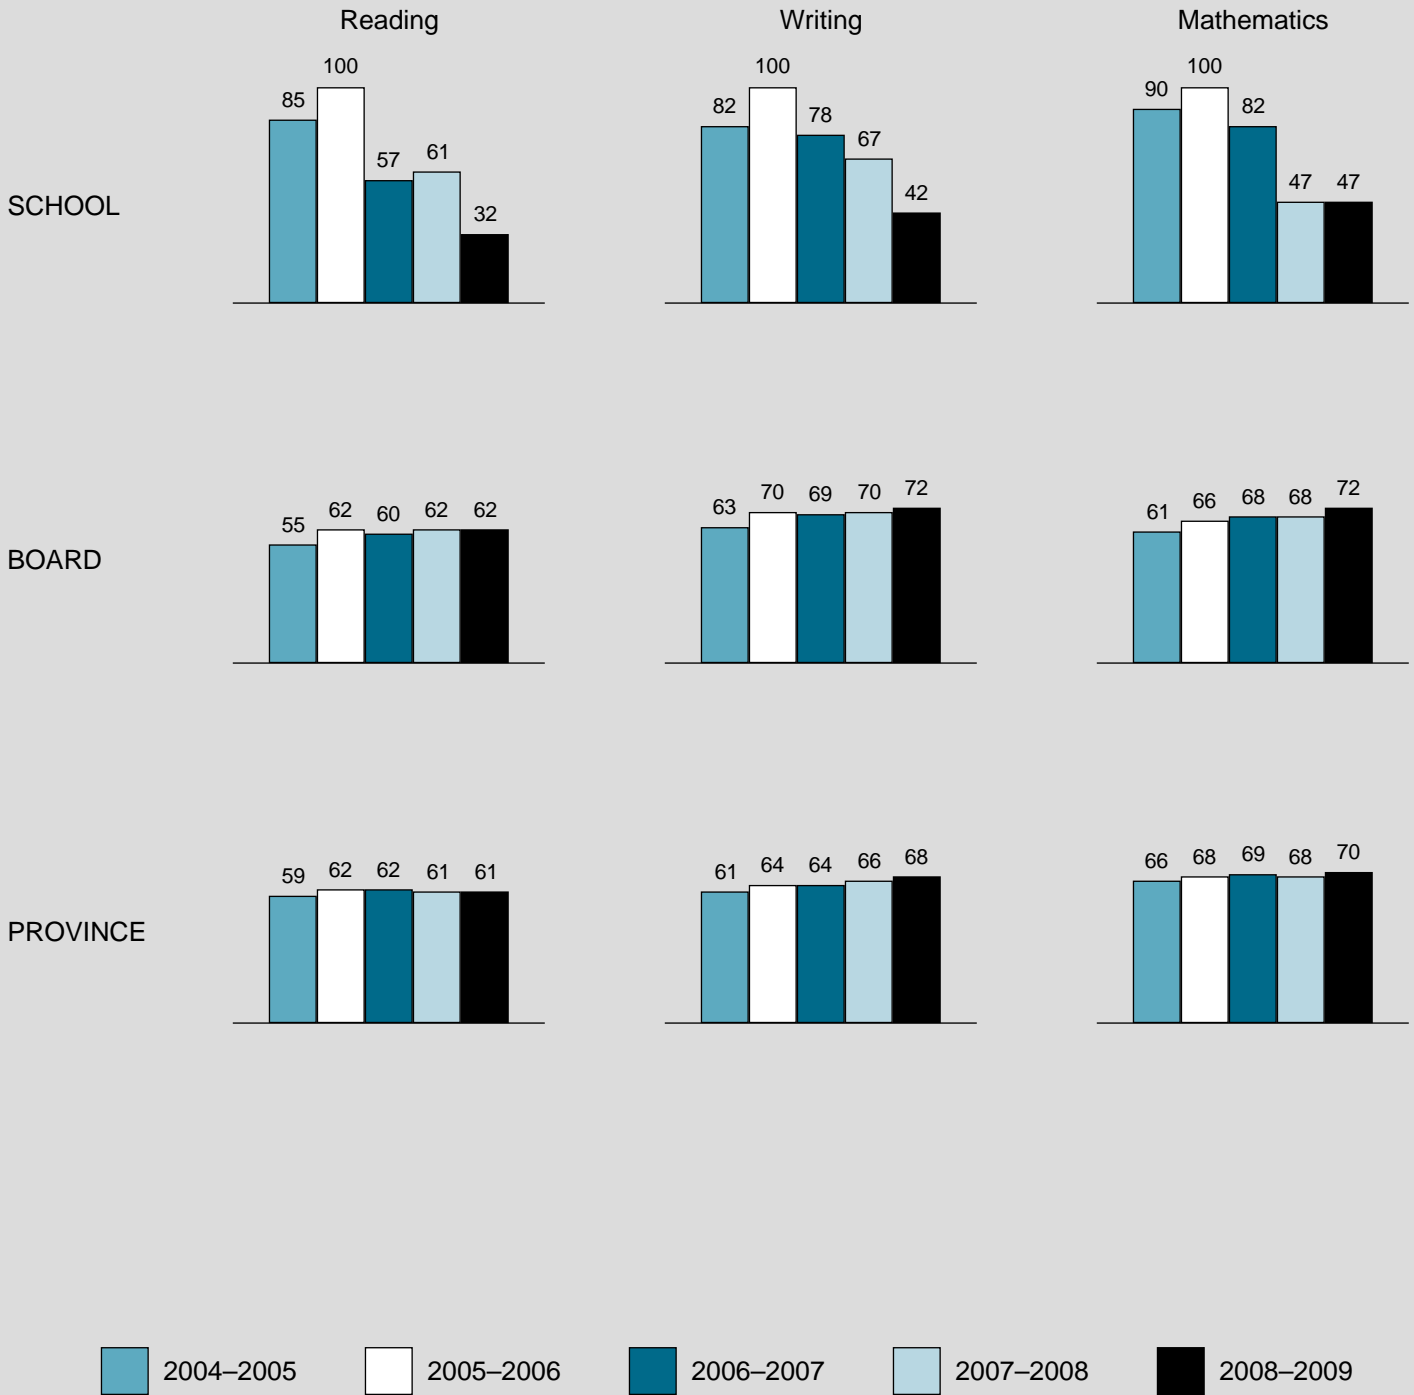 Reading Writing Mathematics
SCHOOL
85 100 57 61 32
82 100 78 67 42
90 100 82 47 47
BOARD
55 62 60 62 62
63 70 69 70 72
61 66 68 68 72
PROVINCE
59 62 62 61 61
61 64 64 66 68
66 68 69 68 70
2004–2005 2005–2006 2006–2007 2007–2008 2008–2009